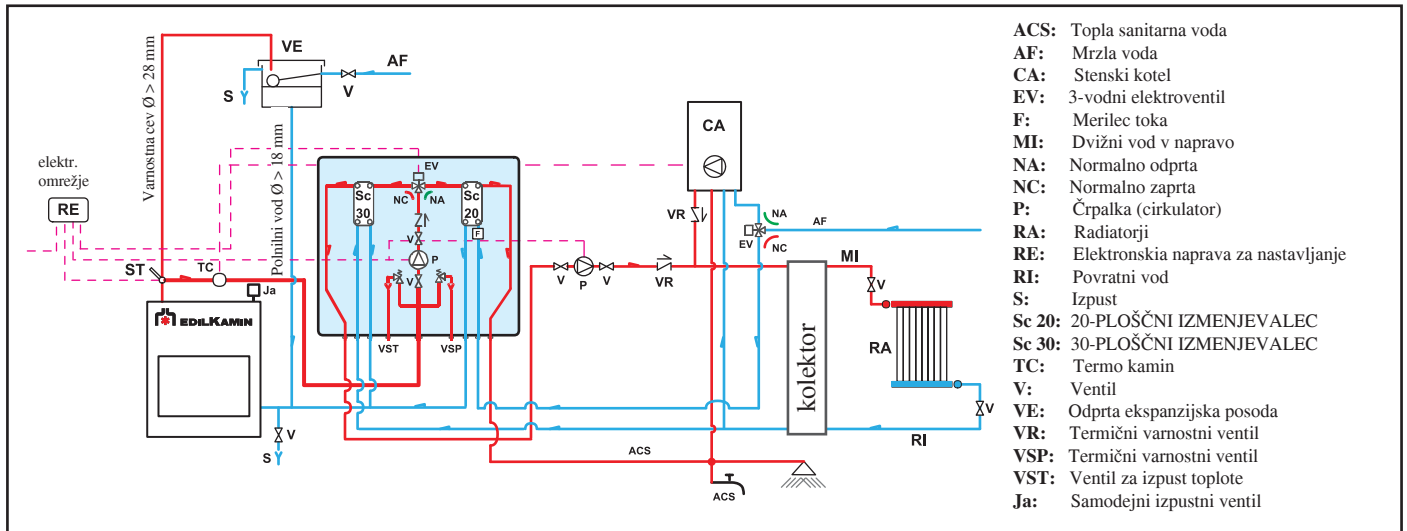 VE
AF
V
S
Varnostna cev Ø > 28 mm
Polnilni vod Ø > 18 mm
elektr.
omrežje
RE
ST
TC
Ja
EDILKAMIN
V
S
EV
Sc
30
NC
NA
Sc
20
F
V
P
V
VST
VSP
CA
VR
NA
EV
NC
AF
V
P
V
VR
MI
V
kolektor
RA
V
RI
ACS
ACS
ACS: Topla sanitarna voda
AF: Mrzla voda
CA: Stenski kotel
EV: 3-vodni elektroventil
F: Merilec toka
MI: Dvižni vod v napravo
NA: Normalno odprta
NC: Normalno zaprta
P: Črpalka (cirkulator)
RA: Radiatorji
RE: Elektronskia naprava za nastavljanje
RI: Povratni vod
S: Izpust
Sc 20: 20-PLOŠČNI IZMENJEVALEC
Sc 30: 30-PLOŠČNI IZMENJEVALEC
TC: Termo kamin
V: Ventil
VE: Odprta ekspanzijska posoda
VR: Termični varnostni ventil
VSP: Termični varnostni ventil
VST: Ventil za izpust toplote
Ja: Samodejni izpustni ventil